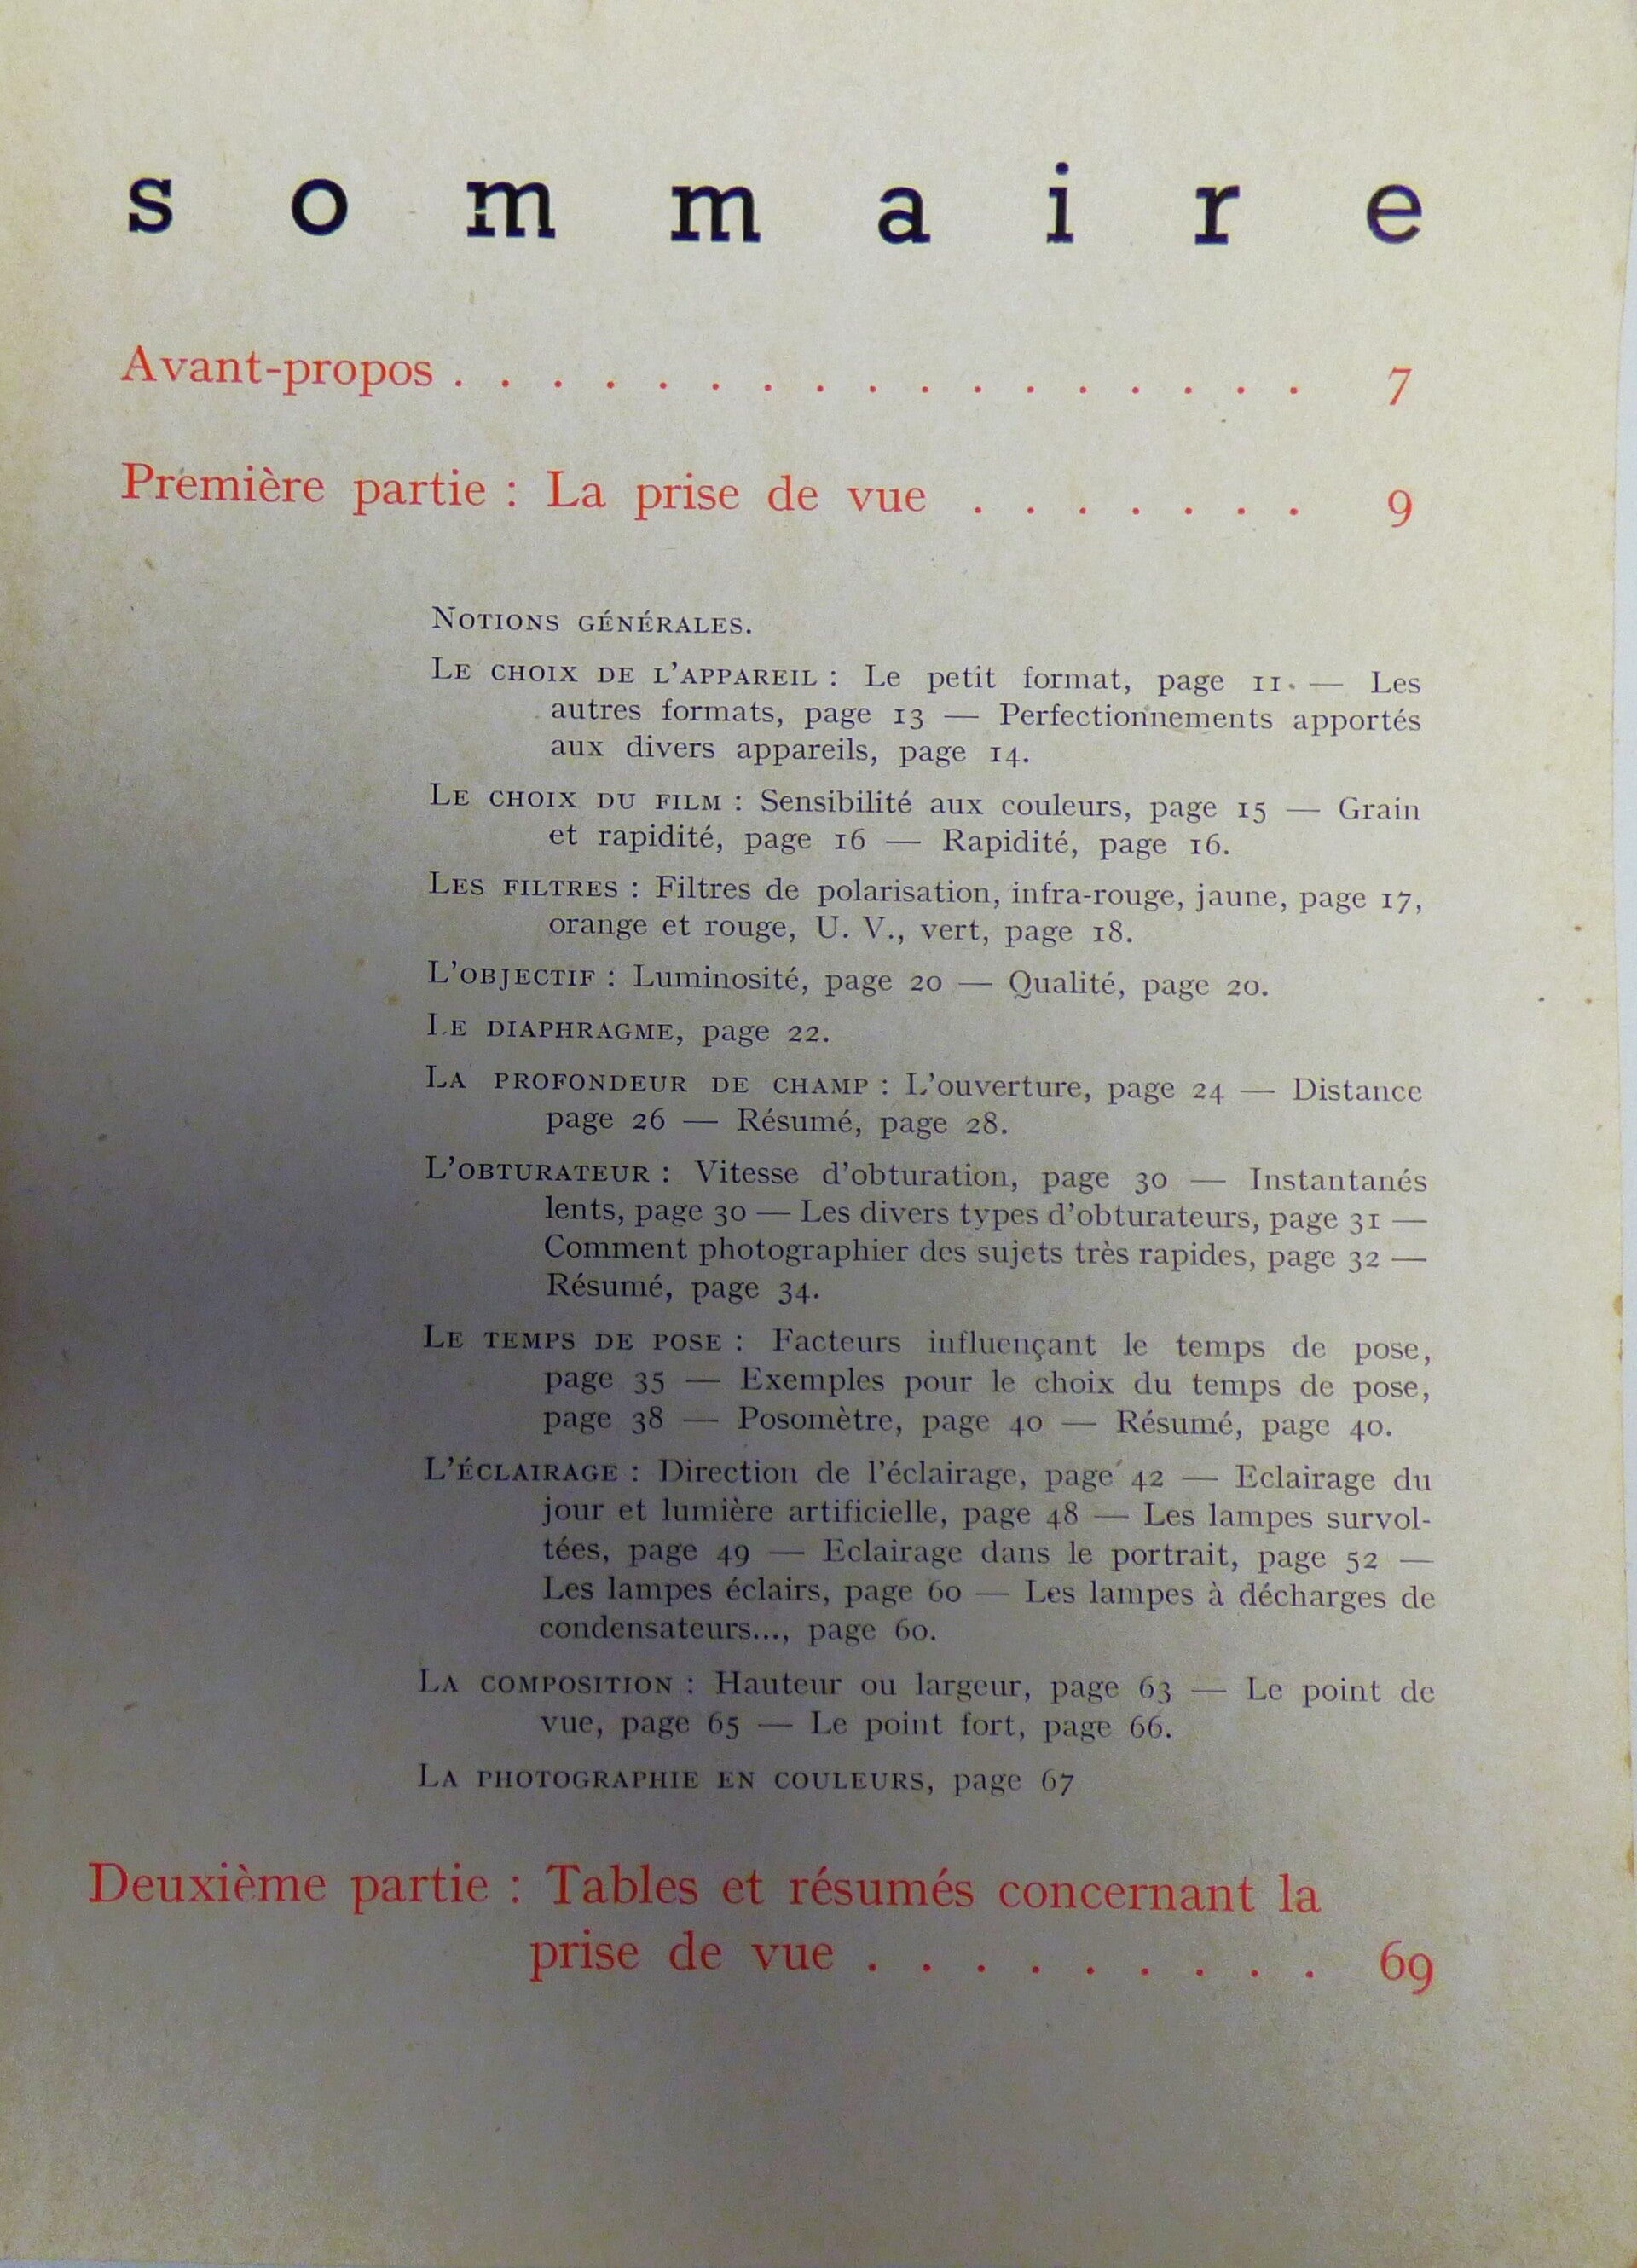 sommaire
Avant-propos . . . . . . . . . . . . . . . . . 7
Première partie : La prise de vue . . . . . . . 9
NOTIONS GÉNÉRALES.
LE CHOIX DE L'APPAREIL : Le petit format, page 11. — Les
autres formats, page 13 — Perfectionnements apportés
aux divers appareils, page 14.
LE CHOIX DU FILM : Sensibilité aux couleurs, page 15 — Grain
et rapidité, page 16 — Rapidité, page 16.
LES FILTRES : Filtres de polarisation, infra-rouge, jaune, page 17,
orange et rouge, U. V., vert, page 18.
L'OBJECTIF : Luminosité, page 20 — Qualité, page 20.
LE DIAPHRAGME, page 22.
LA PROFONDEUR DE CHAMP : L'ouverture, page 24 — Distance
page 26 — Résumé, page 28.
L'OBTURATEUR : Vitesse d'obturation, page 30 — Instantanés
lents, page 30 — Les divers types d'obturateurs, page 31 —
Comment photographier des sujets très rapides, page 32 —
Résumé, page 34.
LE TEMPS DE POSE : Facteurs influençant le temps de pose,
page 35 — Exemples pour le choix du temps de pose,
page 38 — Posomètre, page 40 — Résumé, page 40.
L'ÉCLAIRAGE : Direction de l'éclairage, page 42 — Eclairage du
jour et lumière artificielle, page 48 — Les lampes survol-
tées, page 49 — Eclairage dans le portrait, page 52 —
Les lampes éclairs, page 60 — Les lampes à décharges de
condensateurs..., page 60.
LA COMPOSITION : Hauteur ou largeur, page 63 — Le point de
vue, page 65 — Le point fort, page 66.
LA PHOTOGRAPHIE EN COULEURS, page 67
Deuxième partie : Tables et résumés concernant la
prise de vue . . . . . . . . . 69